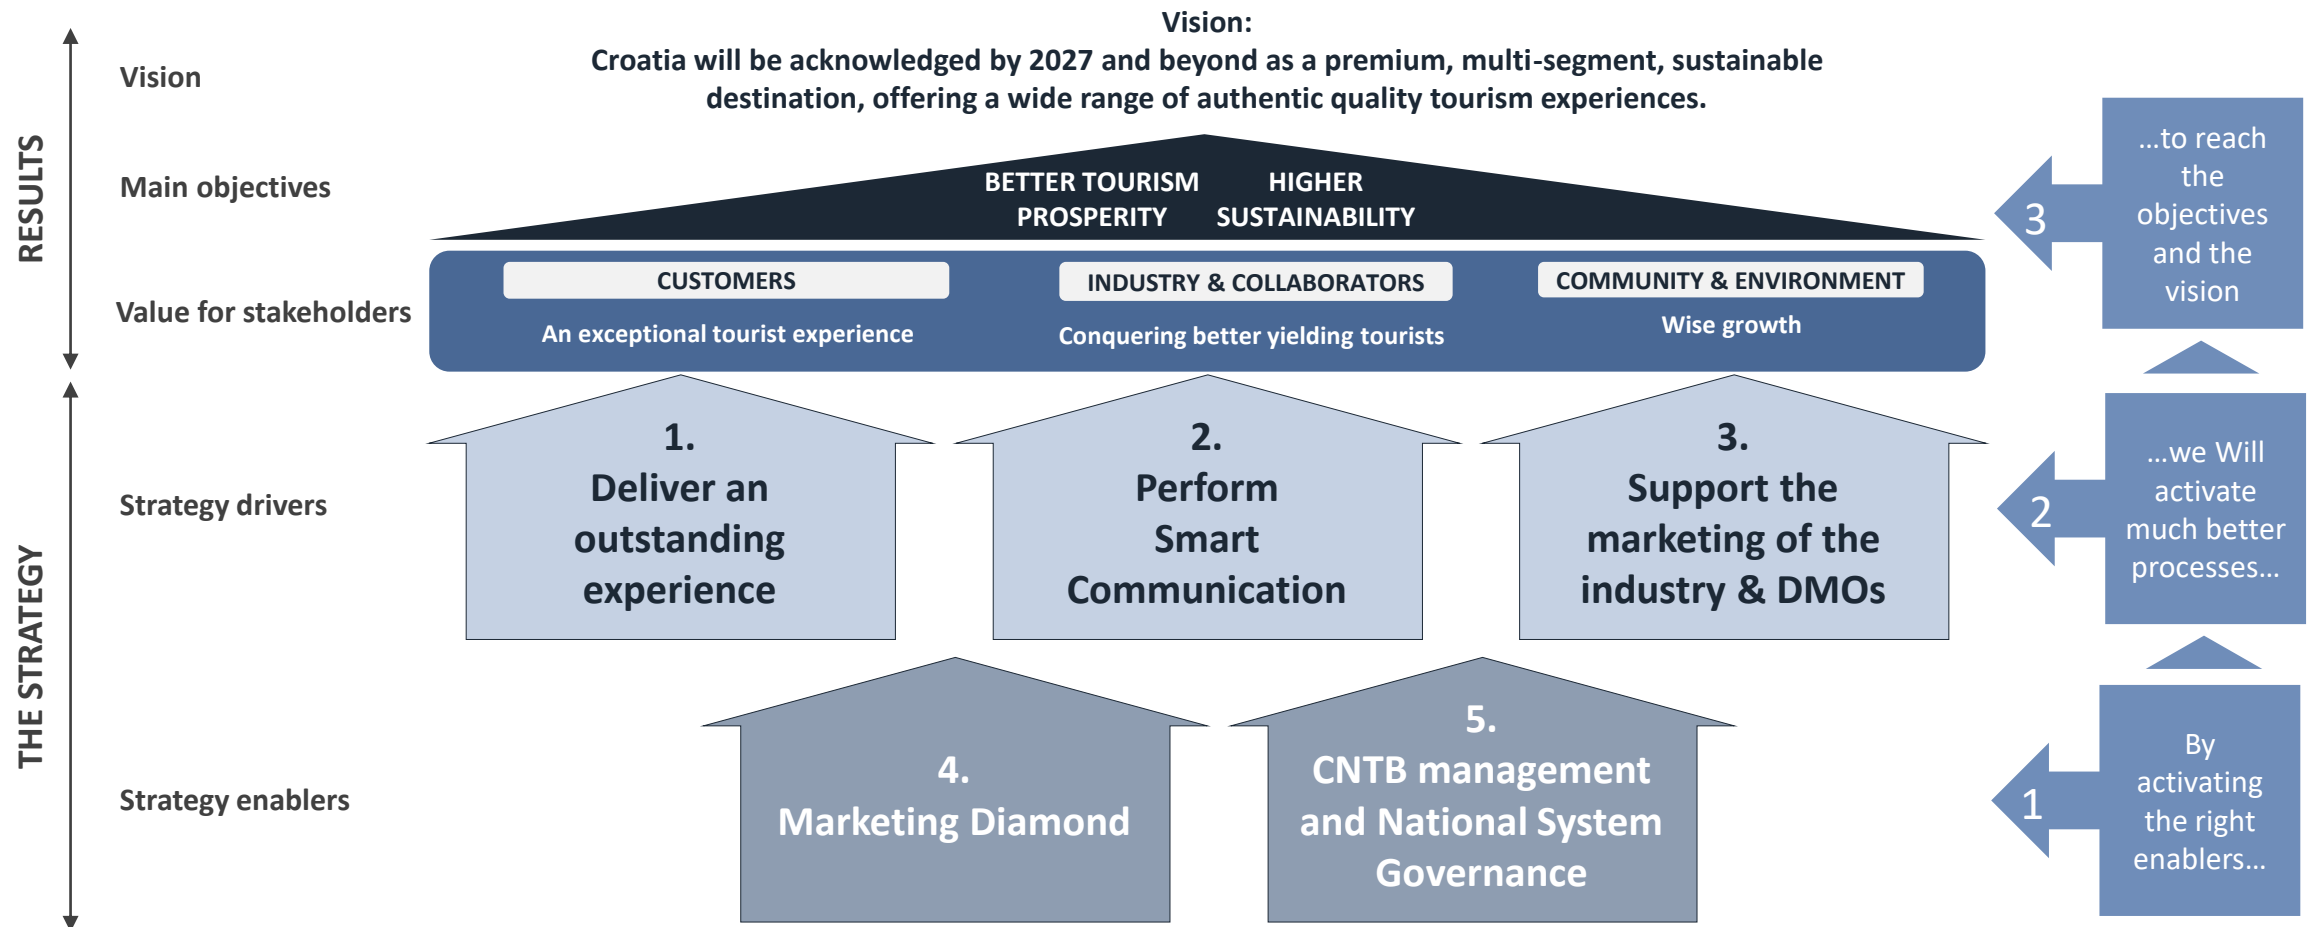 Vision:
Croatia will be acknowledged by 2027 and beyond as a premium, multi-segment, sustainable
destination, offering a wide range of authentic quality tourism experiences.
RESULTS
Vision
Main objectives
BETTER TOURISM
PROSPERITY
HIGHER
SUSTAINABILITY
Value for stakeholders
CUSTOMERS
An exceptional tourist experience
INDUSTRY & COLLABORATORS
Conquering better yielding tourists
COMMUNITY & ENVIRONMENT
Wise growth
3
...to reach
the
objectives
and the
vision
THE STRATEGY
Strategy drivers
1.
Deliver an
outstanding
experience
2.
Perform
Smart
Communication
3.
Support the
marketing of the
industry & DMOs
2
...we Will
activate
much better
processes...
Strategy enablers
4.
Marketing Diamond
5.
CNTB management
and National System
Governance
1
By
activating
the right
enablers...